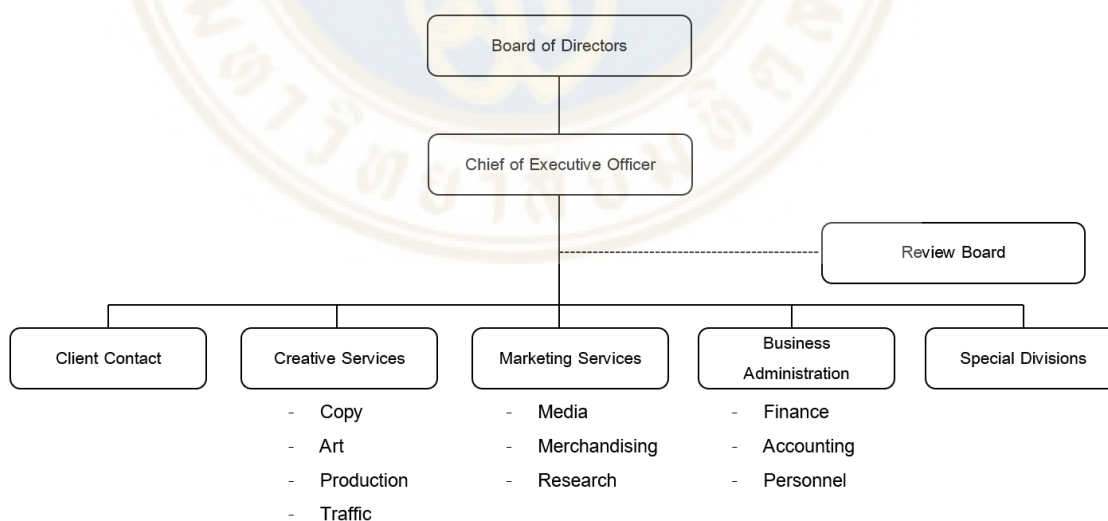 Board of Directors
Chief of Executive Officer
Review Board
Client Contact
Creative Services
Marketing Services
Business
Administration
Special Divisions
- Copy
- Art
- Production
- Traffic
- Media
- Merchandising
- Research
- Finance
- Accounting
- Personnel